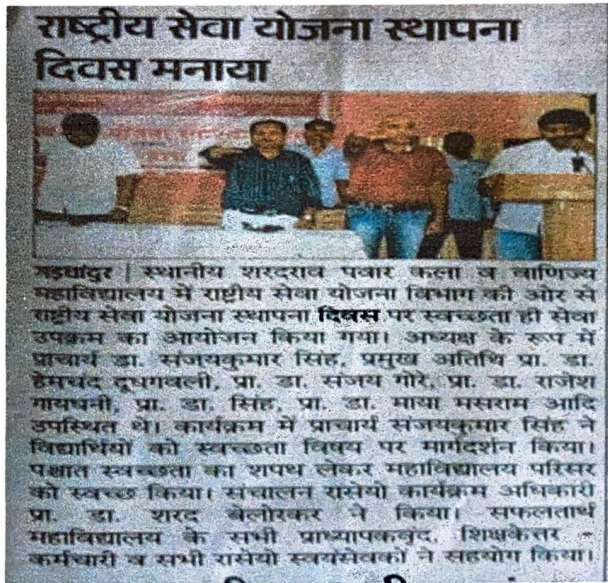 राष्ट्रीय सेवा योजना स्थापना
दिवस मनाया
गडचांदुर | स्थानीय शरदराव पवार कला व वाणिज्य
महाविद्यालय में राष्ट्रीय सेवा योजना विभाग की ओर से
राष्ट्रीय सेवा योजना स्थापना दिवस पर स्वच्छता ही सेवा
उपक्रम का आयोजन किया गया। अध्यक्ष के रूप में
प्राचार्य डा. संजयकुमार सिंह, प्रमुख अतिथि प्रा. डा.
हेमचंद दूधगवली, प्रा. डा. संजय गोरे, प्रा. डा. राजेश
गायधनी, प्रा. डा. सिंह, प्रा. डा. माया मसराम आदि
उपस्थित थे। कार्यक्रम में प्राचार्य संजयकुमार सिंह ने
विद्यार्थियों को स्वच्छता विषय पर मार्गदर्शन किया।
पश्चात स्वच्छता का शपथ लेकर महाविद्यालय परिसर
को स्वच्छ किया। संचालन रासेयो कार्यक्रम अधिकारी
प्रा. डा. शरद बेलोरकर ने किया। सफलतार्थ
महाविद्यालय के सभी प्राध्यापकवृंद, शिक्षकेत्तर
कर्मचारी व सभी रासेयो स्वयंसेवकों ने सहयोग किया।